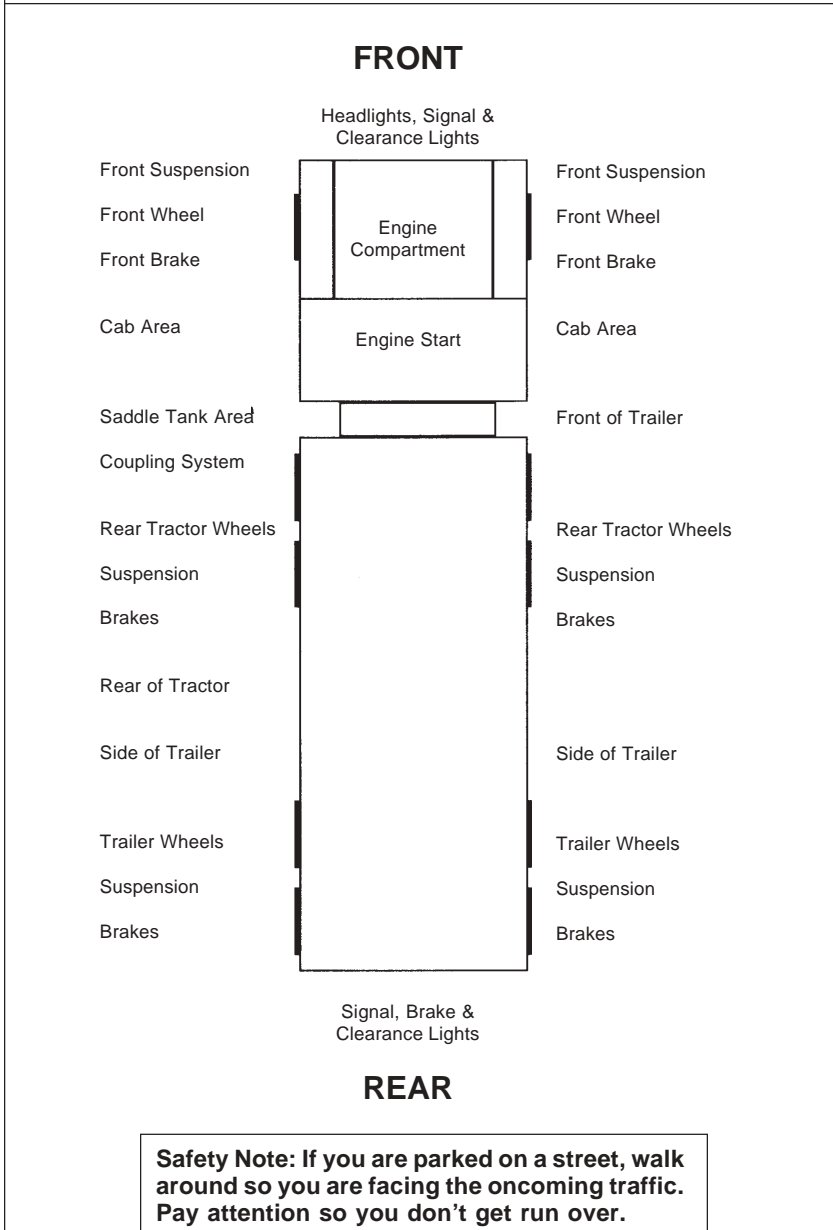 FRONT
Headlights, Signal &
Clearance Lights
Front Suspension
Front Wheel
Front Brake
Cab Area
Saddle Tank Area
Coupling System
Rear Tractor Wheels
Suspension
Brakes
Rear of Tractor
Side of Trailer
Trailer Wheels
Suspension
Brakes
Engine
Compartment
Engine Start
Front Suspension
Front Wheel
Front Brake
Cab Area
Front of Trailer
Rear Tractor Wheels
Suspension
Brakes
Side of Trailer
Trailer Wheels
Suspension
Brakes
Signal, Brake &
Clearance Lights
REAR
Safety Note: If you are parked on a street, walk
around so you are facing the oncoming traffic.
Pay attention so you don't get run over.